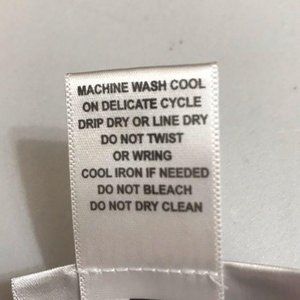 MACHINE WASH COOL
ON DELICATE CYCLE
DRIP DRY OR LINE DRY
DO NOT TWIST
OR WRING
COOL IRON IF NEEDED
DO NOT BLEACH
DO NOT DRY CLEAN